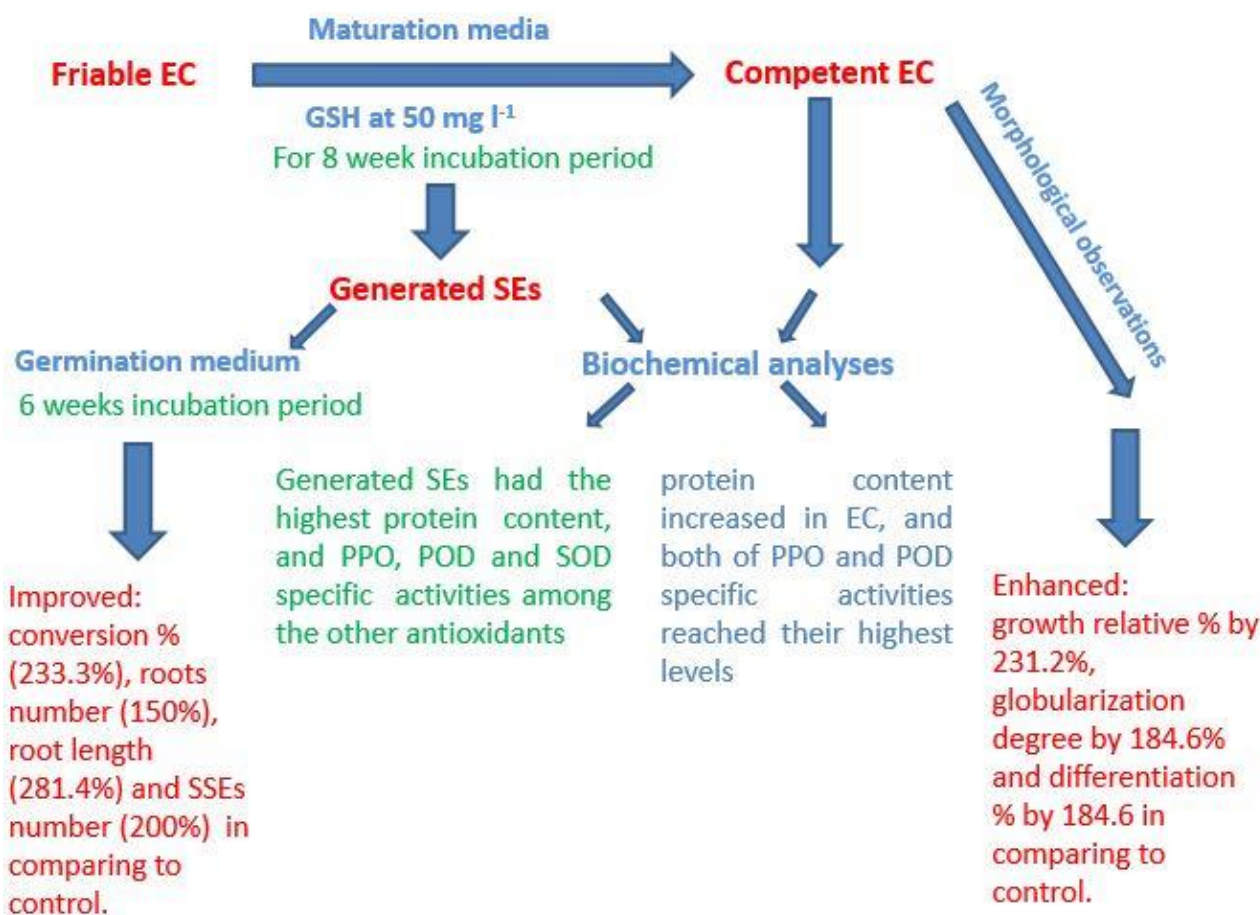 Maturation media
Friable EC
Competent EC
GSH at 50 mg l-1
For 8 week incubation period
Morphological observations
Generated SEs
Germination medium
6 weeks incubation period
Biochemical analyses
Improved:
conversion %
(233.3%), roots
number (150%),
root length
(281.4%) and SSEs
number (200%) in
comparing to
control.
Generated SEs had the
highest protein content,
and PPO, POD and SOD
specific activities among
the other antioxidants
protein content
increased in EC, and
both of PPO and POD
specific activities
reached their highest
levels
Enhanced:
growth relative % by
231.2%,
globularization
degree by 184.6%
and differentiation
% by 184.6 in
comparing to
control.